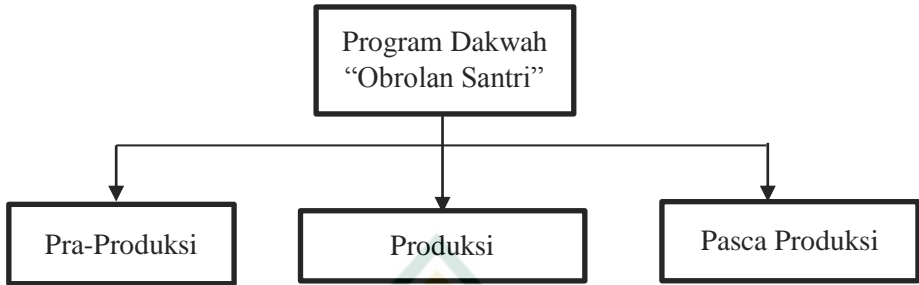 Program Dakwah
“Obrolan Santri”
Pra-Produksi
Produksi
Pasca Produksi